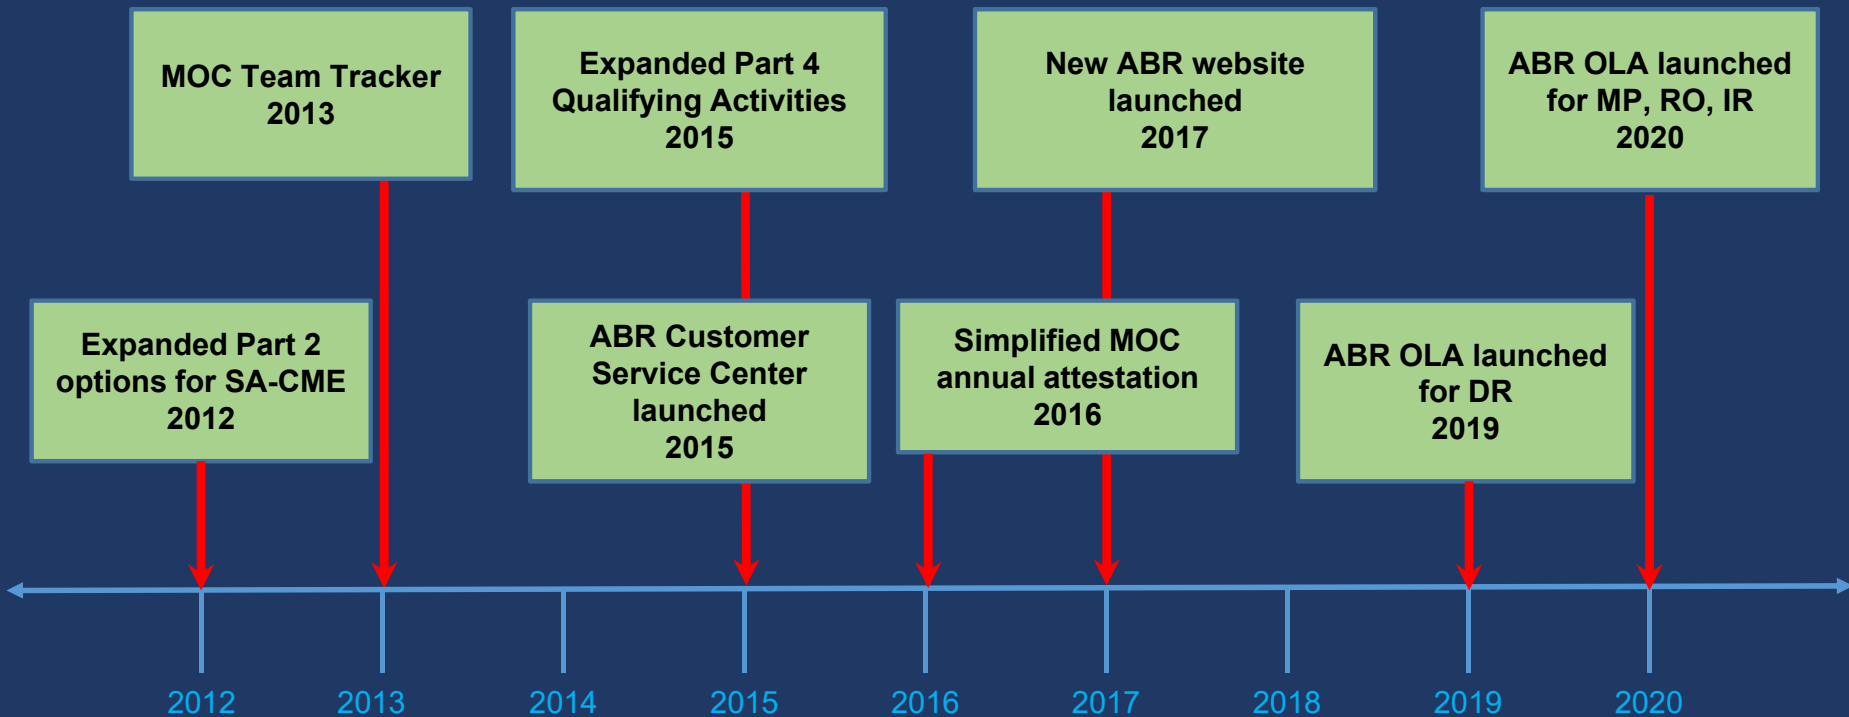 MOC Team Tracker
2013
Expanded Part 4
Qualifying Activities
2015
New ABR website
launched
2017
ABR OLA launched
for MP, RO, IR
2020
Expanded Part 2
options for SA-CME
2012
ABR Customer
Service Center
launched
2015
Simplified MOC
annual attestation
2016
ABR OLA launched
for DR
2019
2012 2013 2014 2015 2016 2017 2018 2019 2020